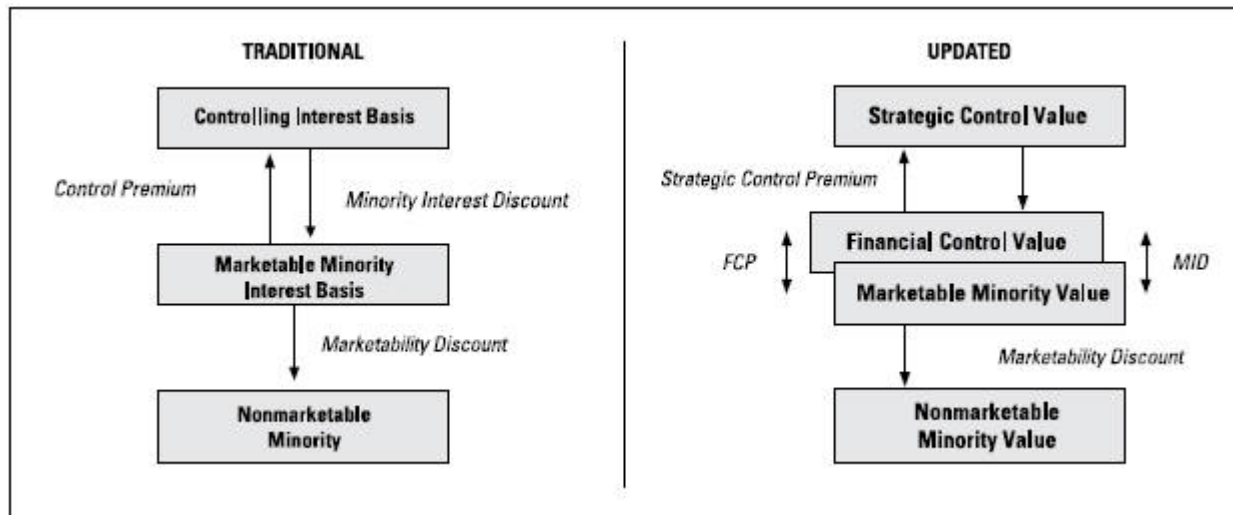 TRADITIONAL
Controlling Interest Basis
Control Premium
Minority Interest Discount
Marketable Minority
Interest Basis
Marketability Discount
Nonmarketable
Minority
UPDATED
Strategic Control Value
Strategic Control Premium
Financial Control Value
FCP
MID
Marketable Minority Value
Marketability Discount
Nonmarketable
Minority Value